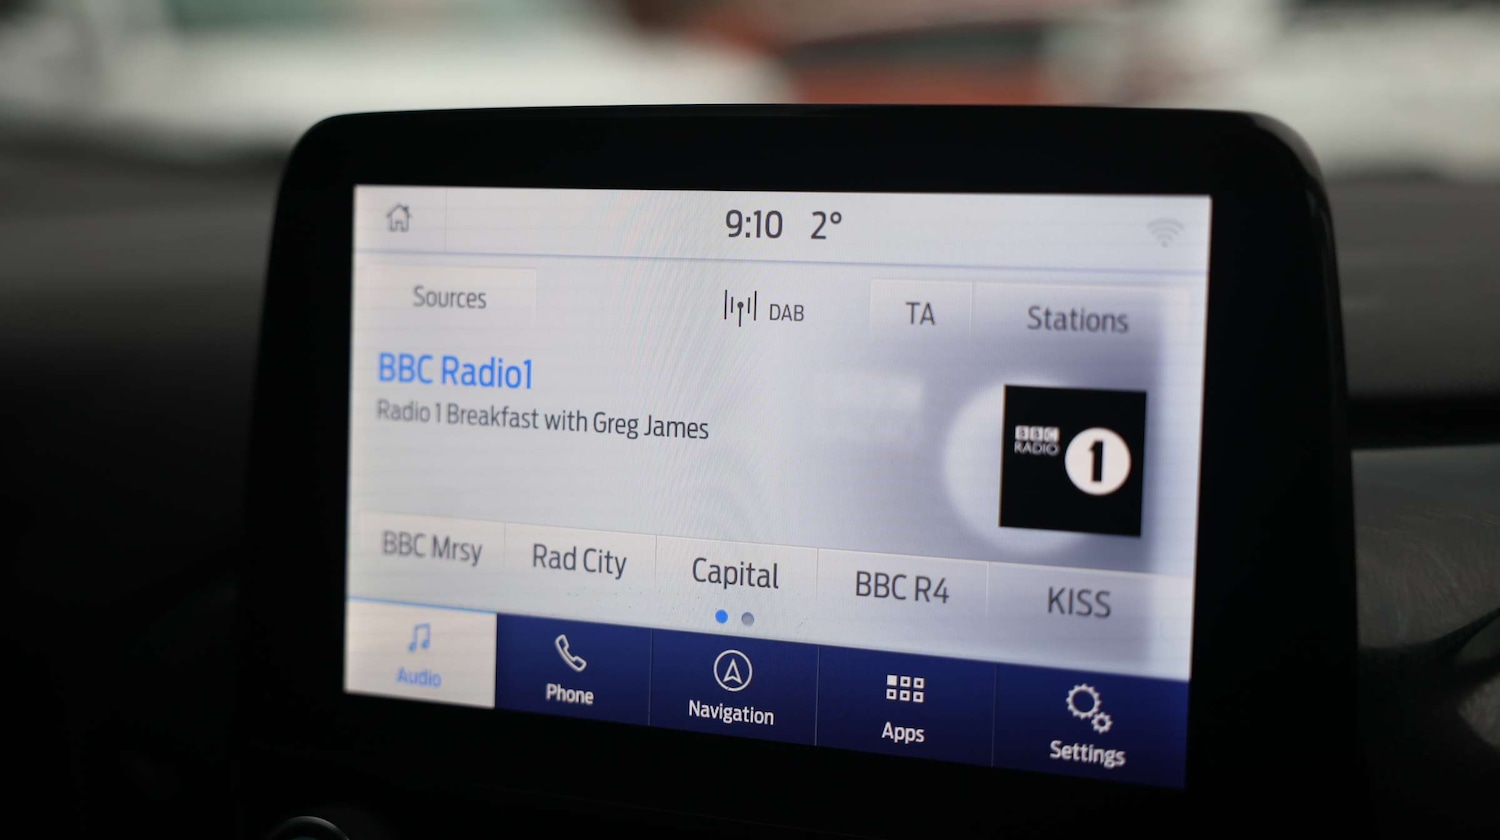 9:10 2°
Sources
DAB
TA
Stations
BBC Radio1
Radio 1 Breakfast with Greg James
BBC
RADIO
1
BBC Mrsy
Rad City
Capital
BBC R4
KISS
Audio
Phone
Navigation
Apps
Settings